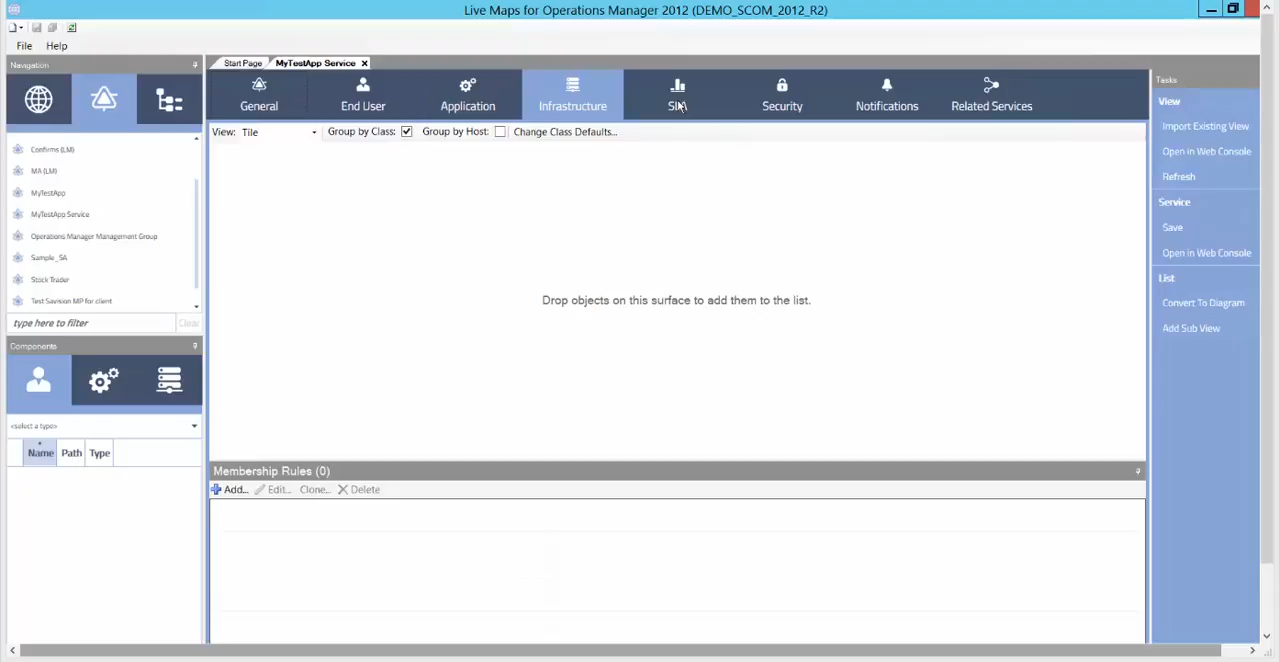 Live Maps for Operations Manager 2012 (DEMO_SCOM_2012_R2)
File Help
Navigation
Start Page MyTestApp Service
Tasks
General End User Application Infrastructure SLA Security Notifications Related Services
View: Tile Group by Class: Group by Host: Change Class Defaults...
Confirms (LM)
MA (LM)
MyTestApp
MyTestApp Service
Operations Manager Management Group
Sample_SA
Stock Trader
Test Savision MP for client
type here to filter Clear
Components
<select a type>
Name Path Type
Drop objects on this surface to add them to the list.
Membership Rules (0)
Add... Edit... Clone... Delete
View
Import Existing View
Open in Web Console
Refresh
Service
Save
Open in Web Console
List
Convert To Diagram
Add Sub View